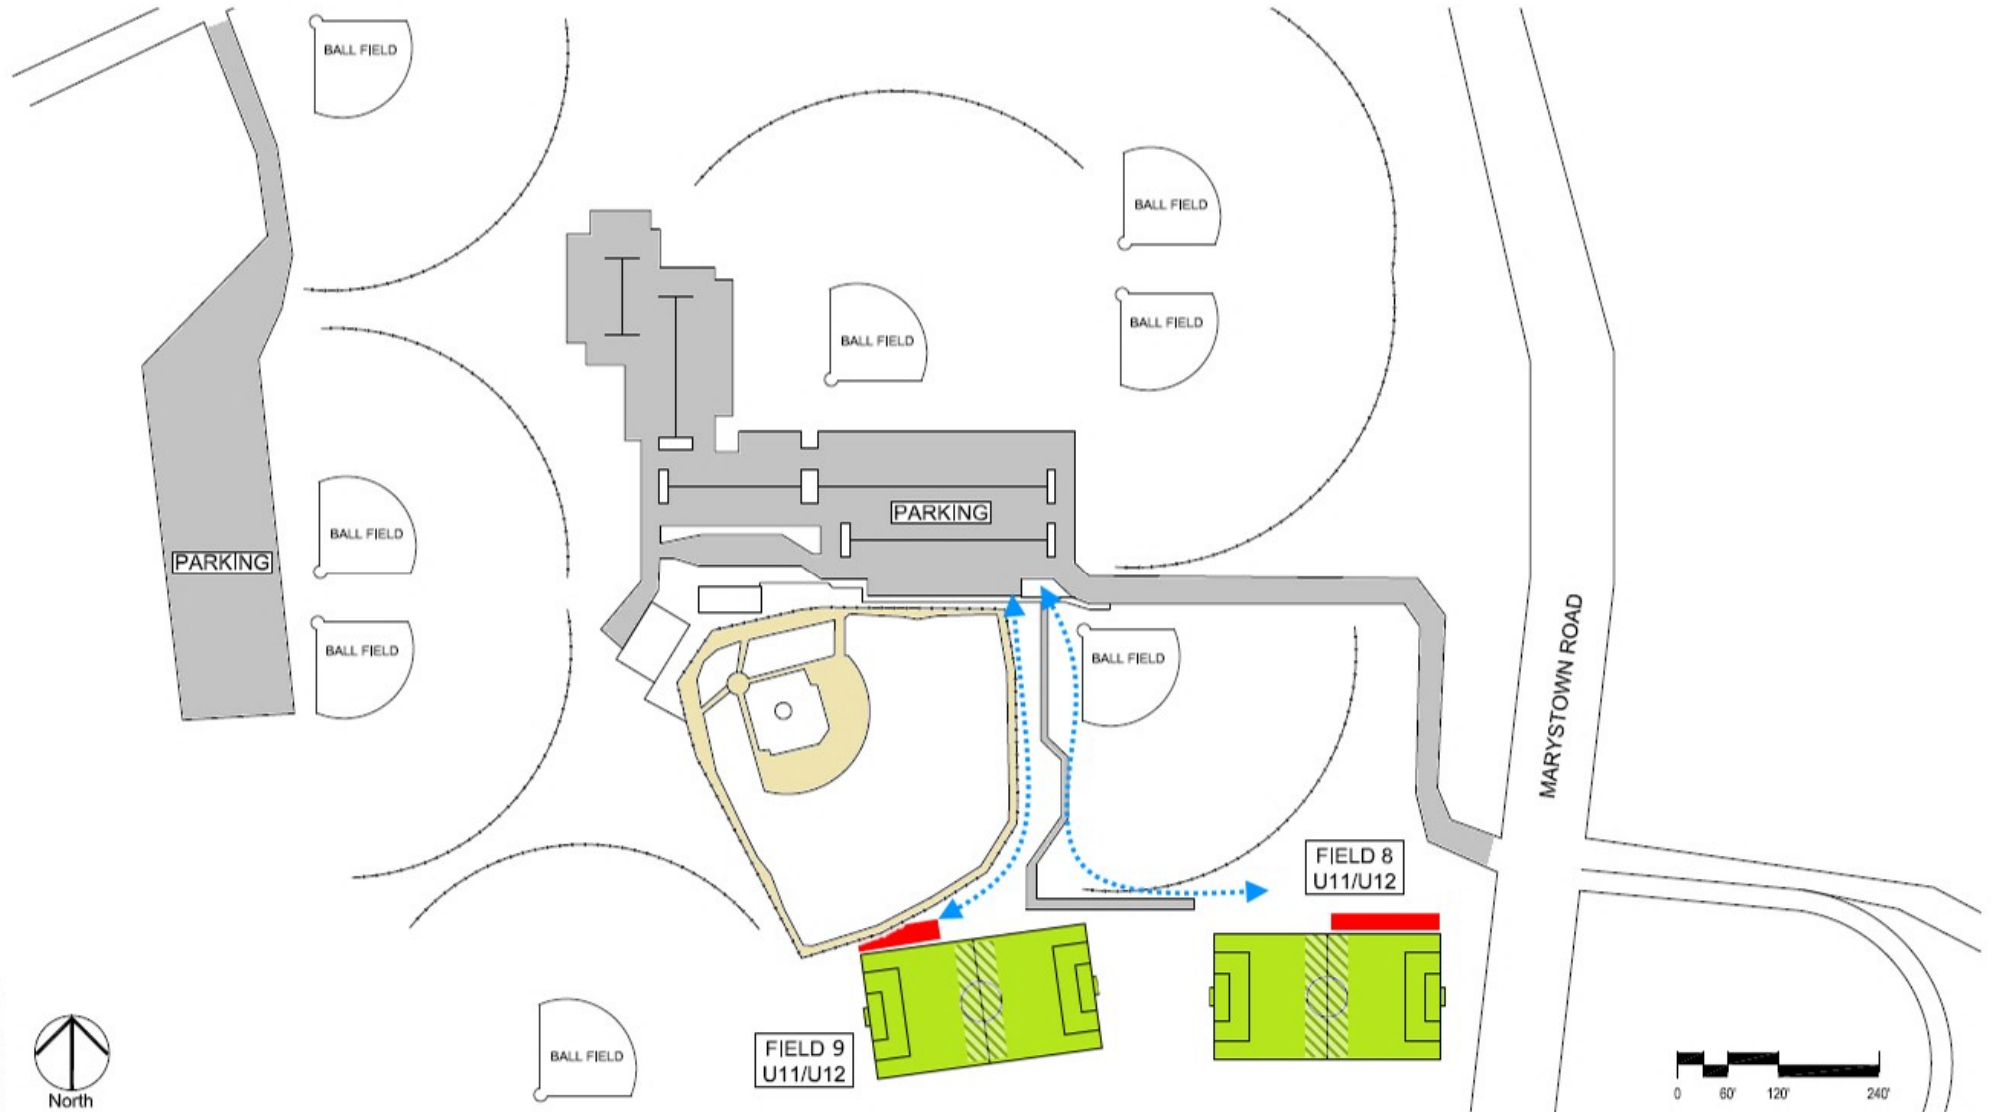 BALL FIELD
BALL FIELD
BALL FIELD
BALL FIELD
PARKING
BALL FIELD
PARKING
BALL FIELD
BALL FIELD
MARYSTOWN ROAD
FIELD 8
U11/U12
FIELD 9
U11/U12
BALL FIELD
North
0 60' 120' 240'